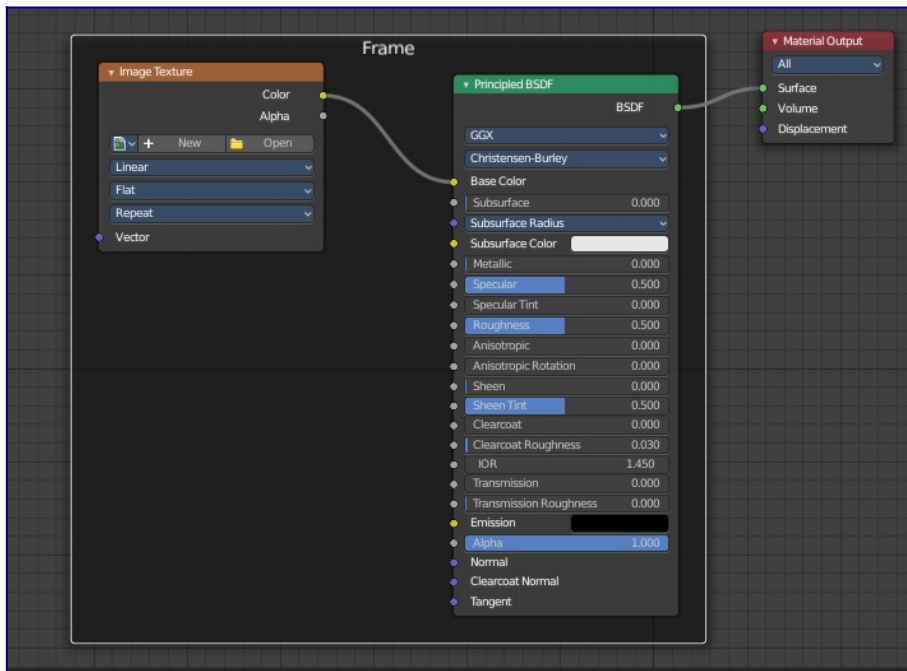 Frame
Image Texture
Color
Alpha
New Open
Linear
Flat
Repeat
Vector
Principled BSDF
BSDF
GGX
Christensen-Burley
Base Color
Subsurface 0.000
Subsurface Radius
Subsurface Color
Metallic 0.000
Specular 0.500
Specular Tint 0.000
Roughness 0.500
Anisotropic 0.000
Anisotropic Rotation 0.000
Sheen 0.000
Sheen Tint 0.500
Clearcoat 0.000
Clearcoat Roughness 0.030
IOR 1.450
Transmission 0.000
Transmission Roughness 0.000
Emission
Alpha 1.000
Normal
Clearcoat Normal
Tangent
Material Output
All
Surface
Volume
Displacement